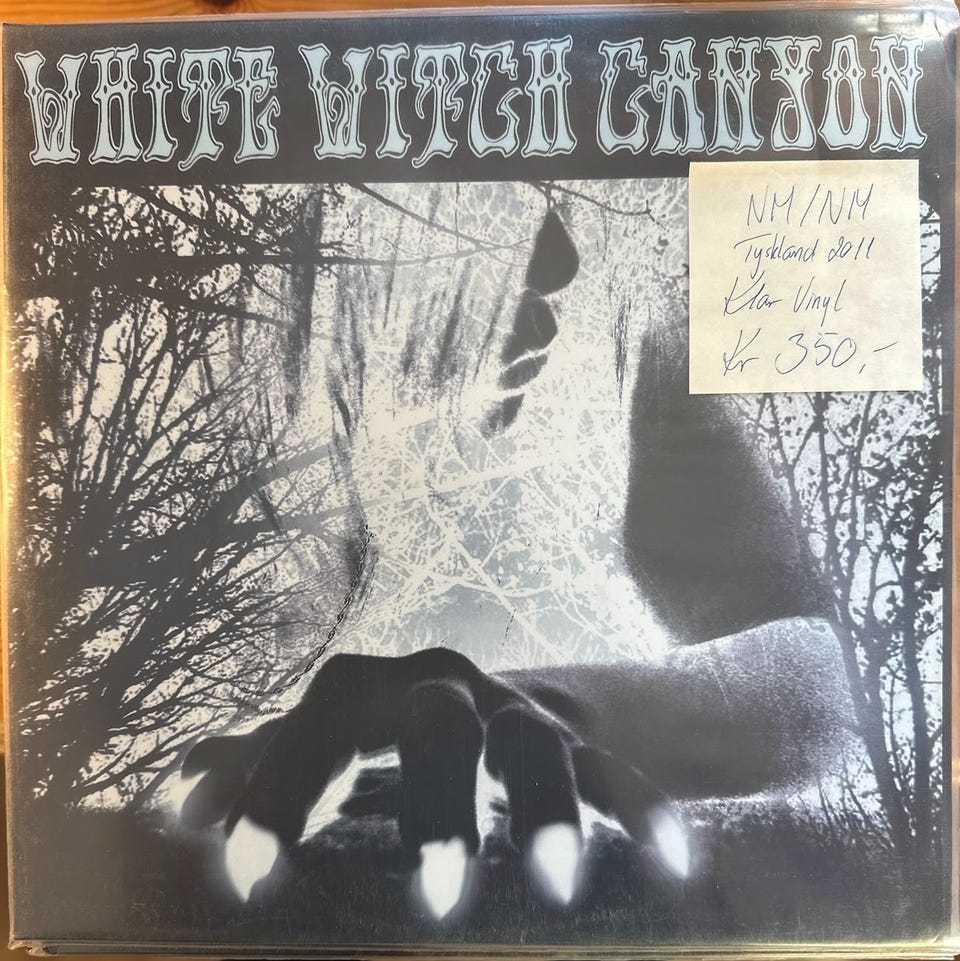 WHITE WITCH CANYON
NM/NM
Tyskland 2011
Klar Vinyl
Kr 350,-